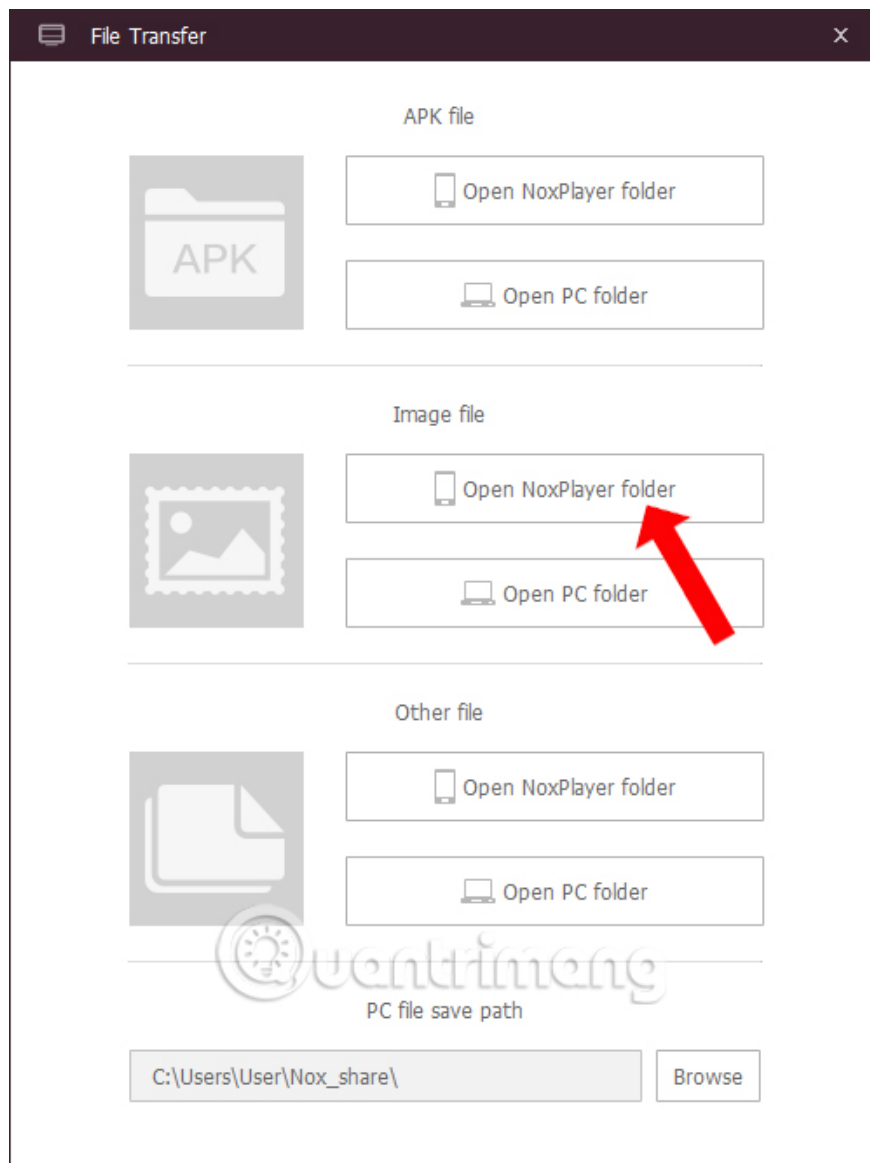 File Transfer
X
APK file
APK
Open NoxPlayer folder
Open PC folder
Image file
Open NoxPlayer folder
Open PC folder
Other file
Open NoxPlayer folder
Open PC folder
Quantrimang
PC file save path
C:\Users\User\Nox_share\
Browse